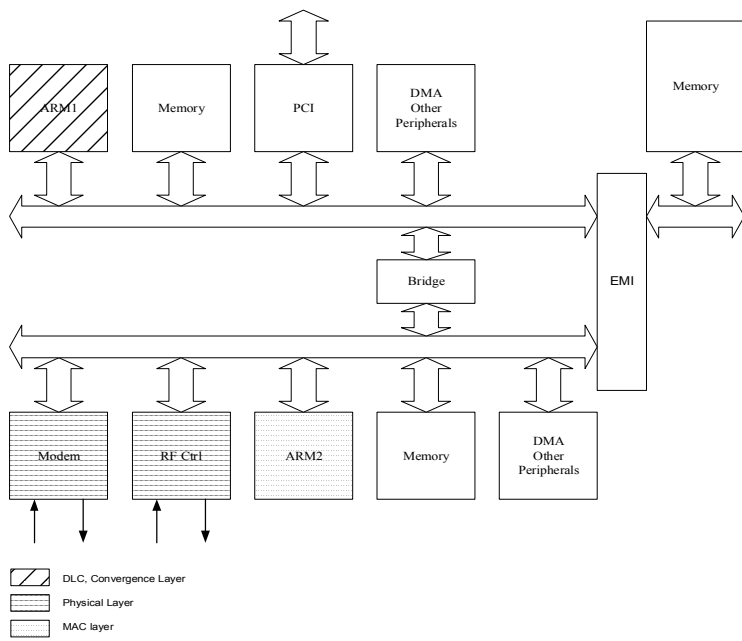 ARM1
Memory
PCI
DMA
Other
Peripherals
Memory
Bridge
EMI
Modem
RF Ctrl
ARM2
Memory
DMA
Other
Peripherals
DLC, Convergence Layer
Physical Layer
MAC layer